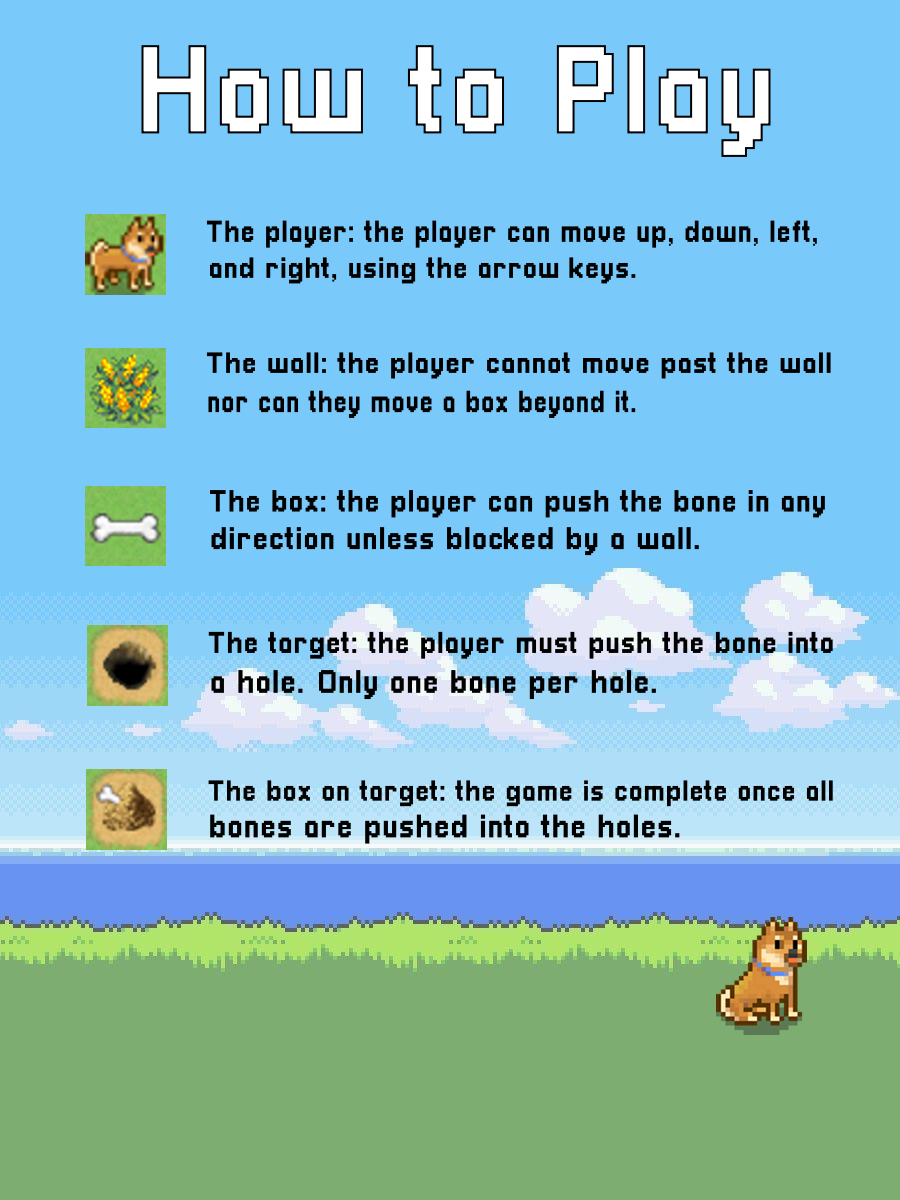 How to Play
The player: the player can move up, down, left,
and right, using the arrow keys.
The wall: the player cannot move past the wall
nor can they move a box beyond it.
The box: the player can push the bone in any
direction unless blocked by a wall.
The target: the player must push the bone into
a hole. Only one bone per hole.
The box on target: the game is complete once all
bones are pushed into the holes.